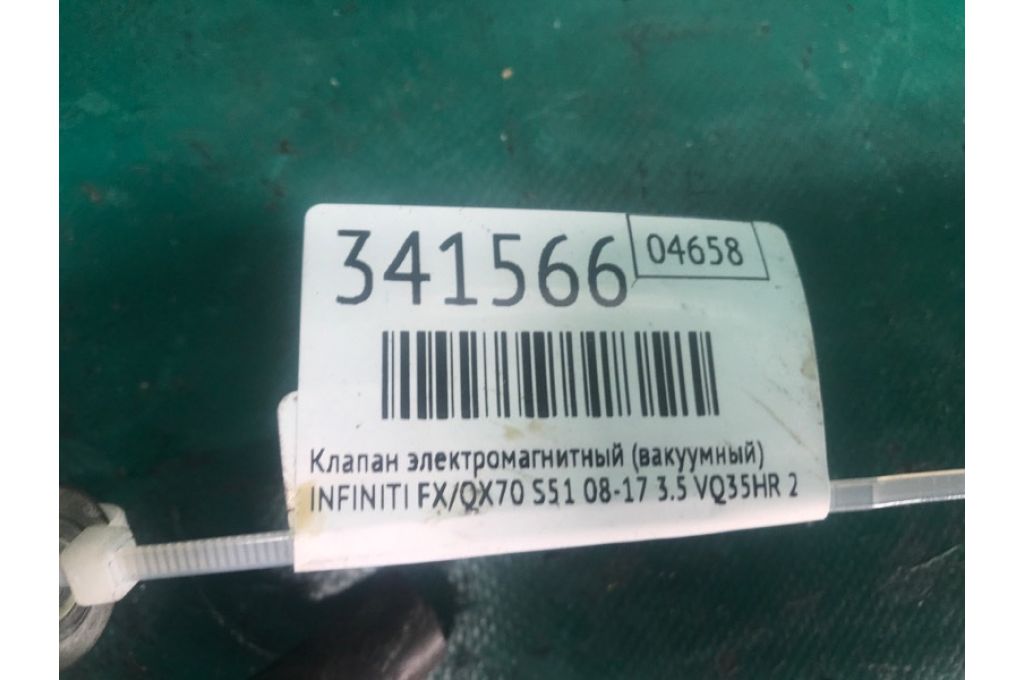 341566
04658
Клапан электромагнитный (вакуумный)
INFINITI FX/QX70 S51 08-17 3.5 VQ35HR 2